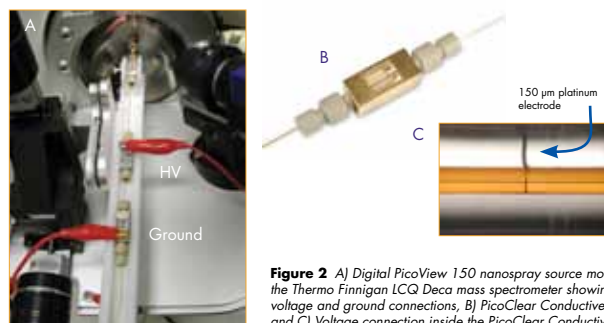 A
B
150 µm platinum
electrode
C
HV
Ground
Figure 2 A) Digital PicoView 150 nanospray source mo
the Thermo Finnigan LCQ Deca mass spectrometer showin
voltage and ground connections, B) PicoClear Conductive
and C) Voltage connection inside the PicoClear Conductiv